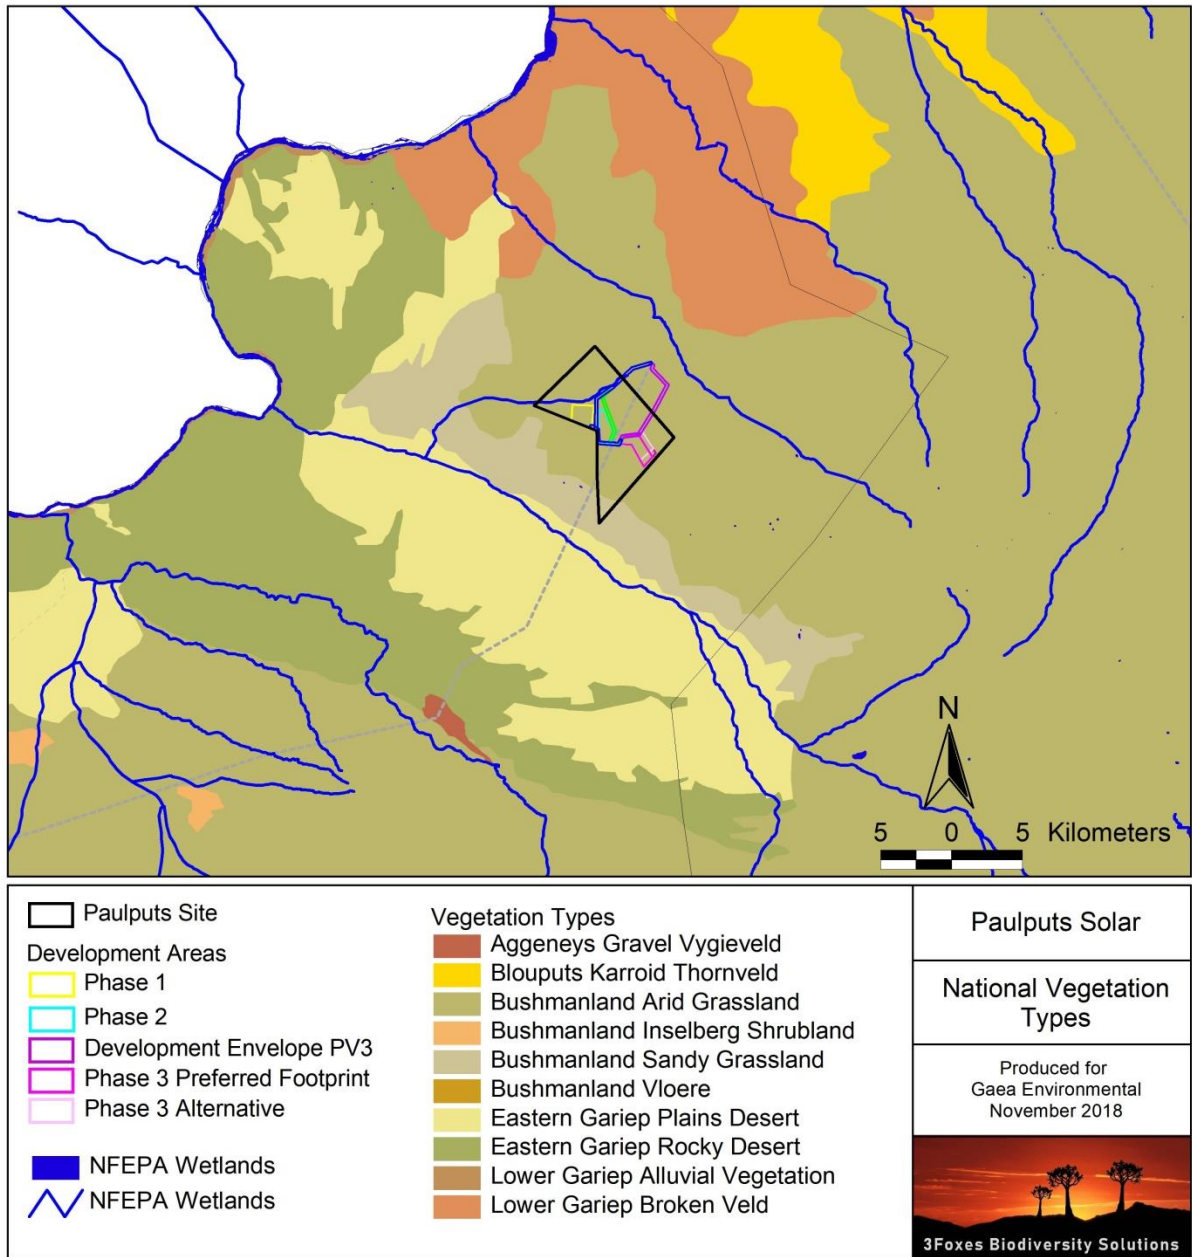 N
5 0 5 Kilometers
Paulputs Site
Development Areas
Phase 1
Phase 2
Development Envelope PV3
Phase 3 Preferred Footprint
Phase 3 Alternative
NFEPA Wetlands
NFEPA Wetlands
Vegetation Types
Aggeneys Gravel Vygieveld
Blouputs Karroid Thornveld
Bushmanland Arid Grassland
Bushmanland Inselberg Shrubland
Bushmanland Sandy Grassland
Bushmanland Vloere
Eastern Gariep Plains Desert
Eastern Gariep Rocky Desert
Lower Gariep Alluvial Vegetation
Lower Gariep Broken Veld
Paulputs Solar
National Vegetation
Types
Produced for
Gaea Environmental
November 2018
3Foxes Biodiversity Solutions